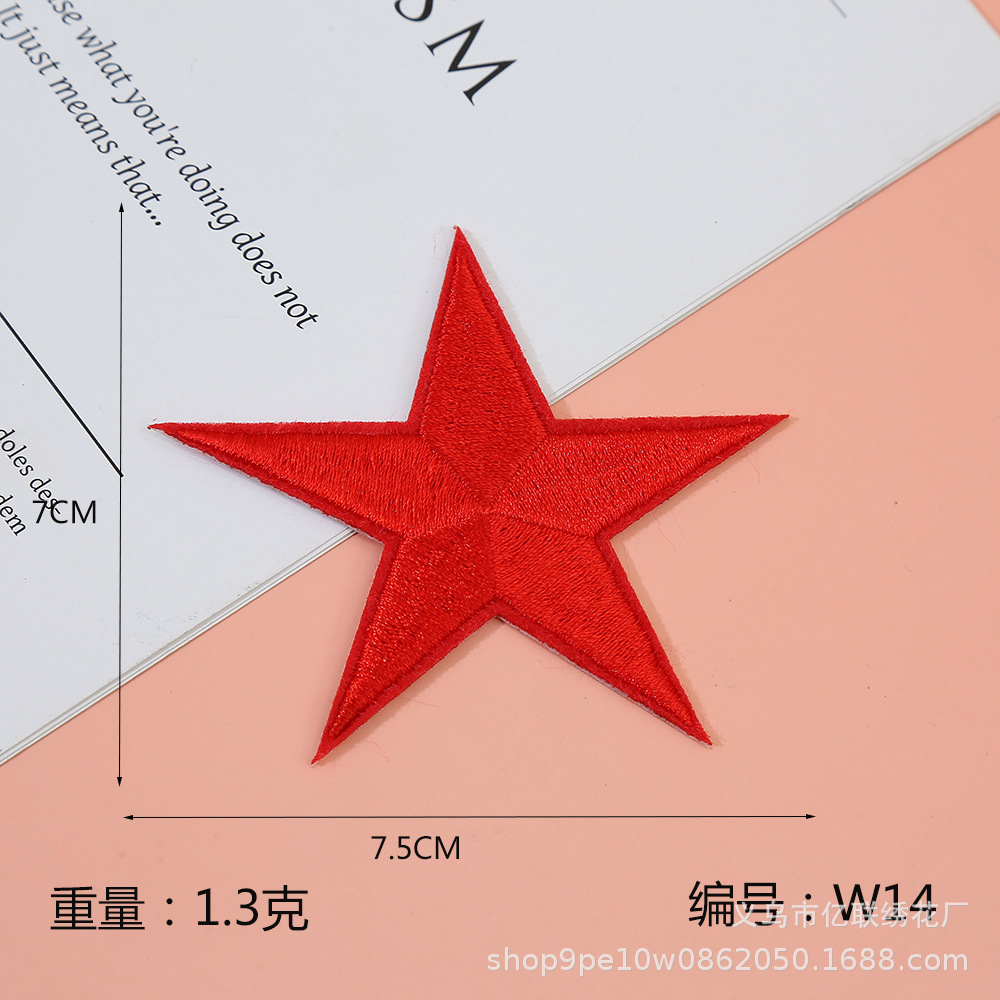 SM
se what you're doing does not
It just means that...
doles des-
dem
7CM
7.5CM
重量：1.3克
编号：W14
义乌市亿联绣花厂
shop9pe10w0862050.1688.com